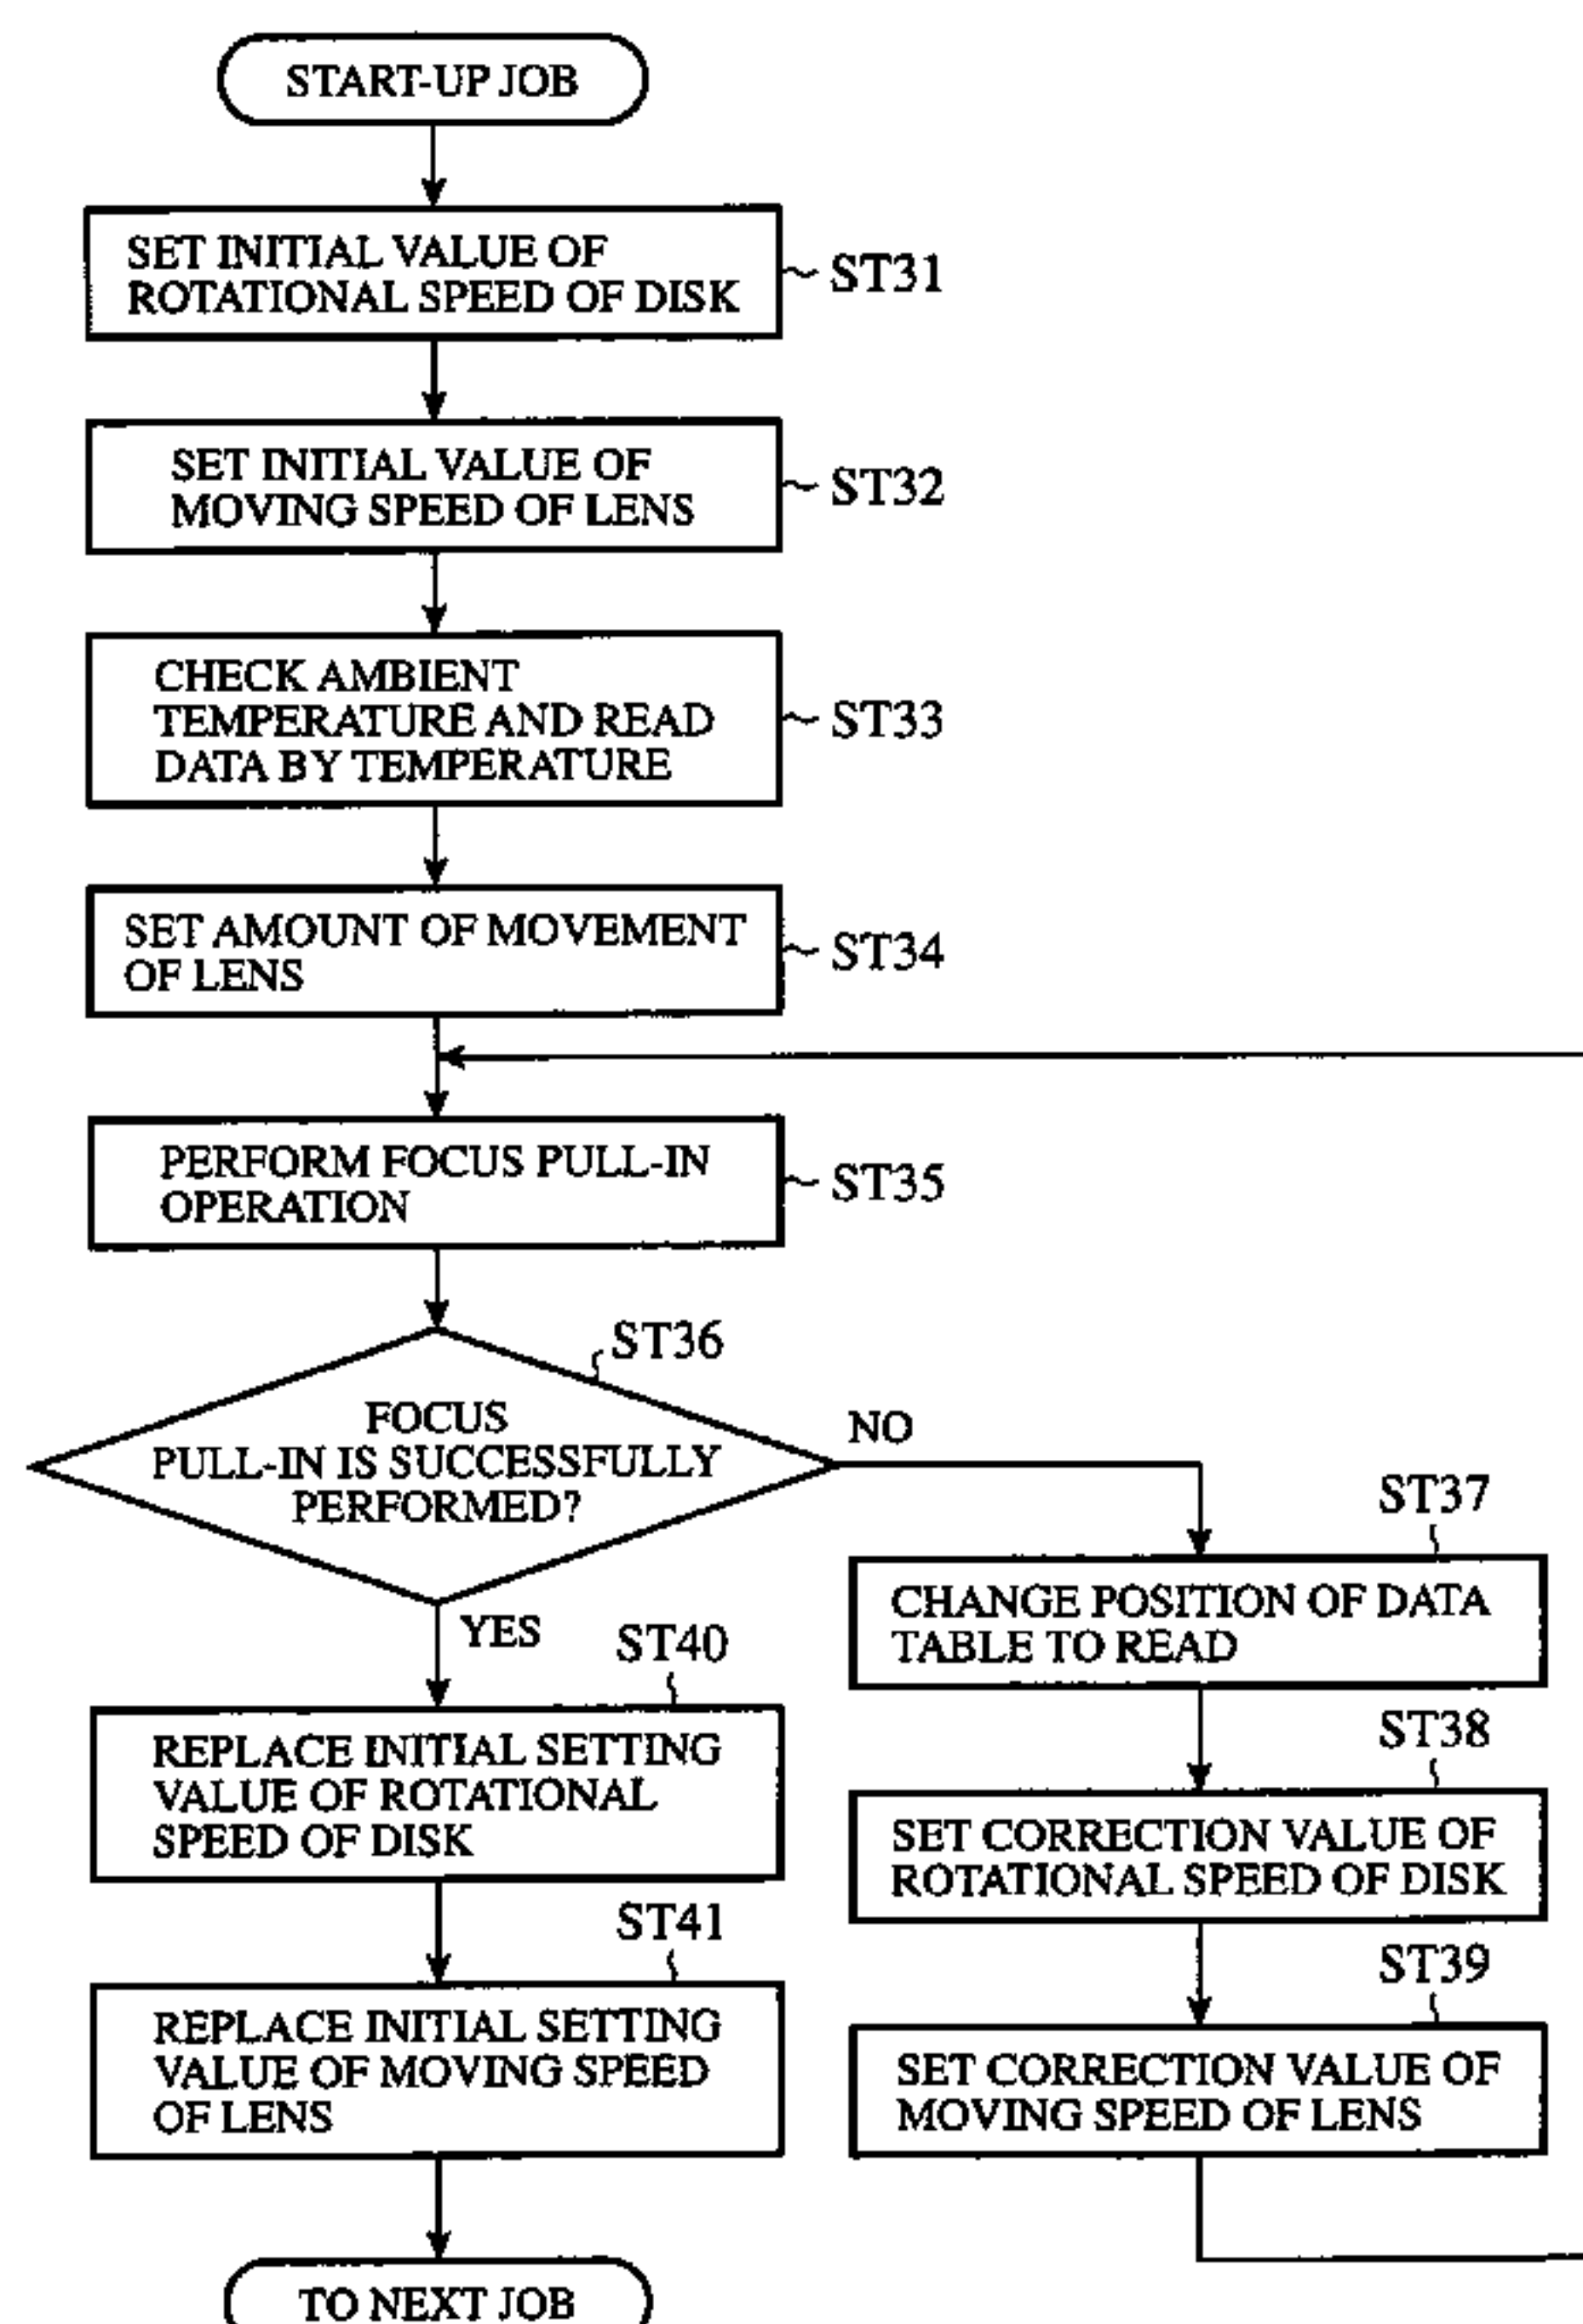 START-UP JOB
SET INITIAL VALUE OF
ROTATIONAL SPEED OF DISK
ST31
SET INITIAL VALUE OF
MOVING SPEED OF LENS
ST32
CHECK AMBIENT
TEMPERATURE AND READ
DATA BY TEMPERATURE
ST33
SET AMOUNT OF MOVEMENT
OF LENS
ST34
PERFORM FOCUS PULL-IN
OPERATION
ST35
ST36
FOCUS
PULL-IN IS SUCCESSFULLY
PERFORMED?
NO
YES
ST37
CHANGE POSITION OF DATA
TABLE TO READ
ST38
SET CORRECTION VALUE OF
ROTATIONAL SPEED OF DISK
ST39
SET CORRECTION VALUE OF
MOVING SPEED OF LENS
ST40
REPLACE INITIAL SETTING
VALUE OF ROTATIONAL
SPEED OF DISK
ST41
REPLACE INITIAL SETTING
VALUE OF MOVING SPEED
OF LENS
TO NEXT JOB